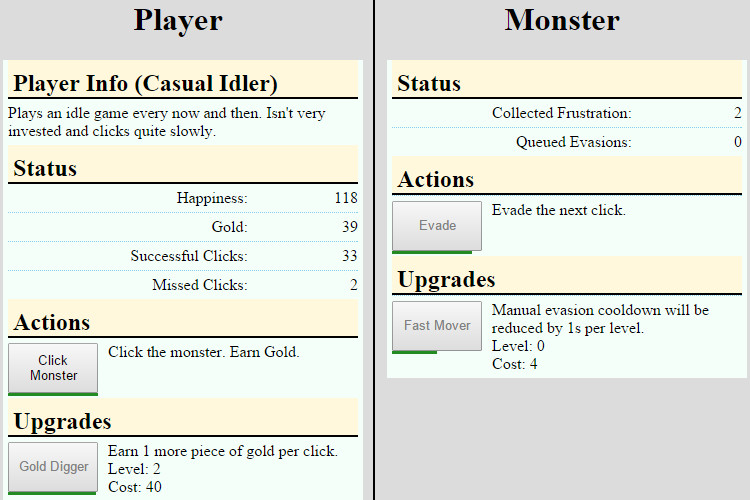 Player
Player Info (Casual Idler)
Plays an idle game every now and then. Isn't very
invested and clicks quite slowly.
Status
Happiness: 118
Gold: 39
Successful Clicks: 33
Missed Clicks: 2
Actions
Click
Monster
Click the monster. Earn Gold.
Upgrades
Gold Digger
Earn 1 more piece of gold per click.
Level: 2
Cost: 40
Monster
Status
Collected Frustration: 2
Queued Evasions: 0
Actions
Evade
Evade the next click.
Upgrades
Fast Mover
Manual evasion cooldown will be
reduced by 1s per level.
Level: 0
Cost: 4